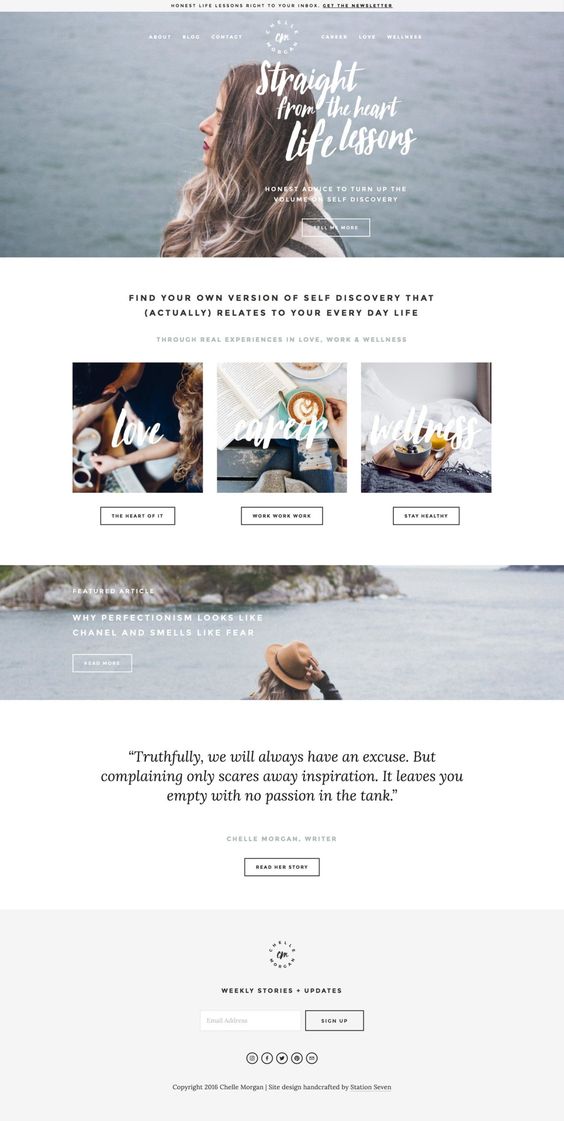 HONEST LIFE LESSONS RIGHT TO YOUR INBOX. GET THE NEWSLETTER
ABOUT BLOG CONTACT
CHELLE
cm
MORGAN
CAREER LOVE WELLNESS
Straight
from the heart
life lessons
HONEST ADVICE TO TURN UP THE
VOLUME ON SELF DISCOVERY
TELL ME MORE
FIND YOUR OWN VERSION OF SELF DISCOVERY THAT
(ACTUALLY) RELATES TO YOUR EVERY DAY LIFE
THROUGH REAL EXPERIENCES IN LOVE, WORK & WELLNESS
love
career
wellness
THE HEART OF IT
WORK WORK WORK
STAY HEALTHY
FEATURED ARTICLE
WHY PERFECTIONISM LOOKS LIKE
CHANEL AND SMELLS LIKE FEAR
READ MORE
“Truthfully, we will always have an excuse. But
complaining only scares away inspiration. It leaves you
empty with no passion in the tank.”
CHELLE MORGAN, WRITER
READ HER STORY
CHELLE
cm
MORGAN
WEEKLY STORIES + UPDATES
Email Address
SIGN UP
Copyright 2016 Chelle Morgan | Site design handcrafted by Station Seven